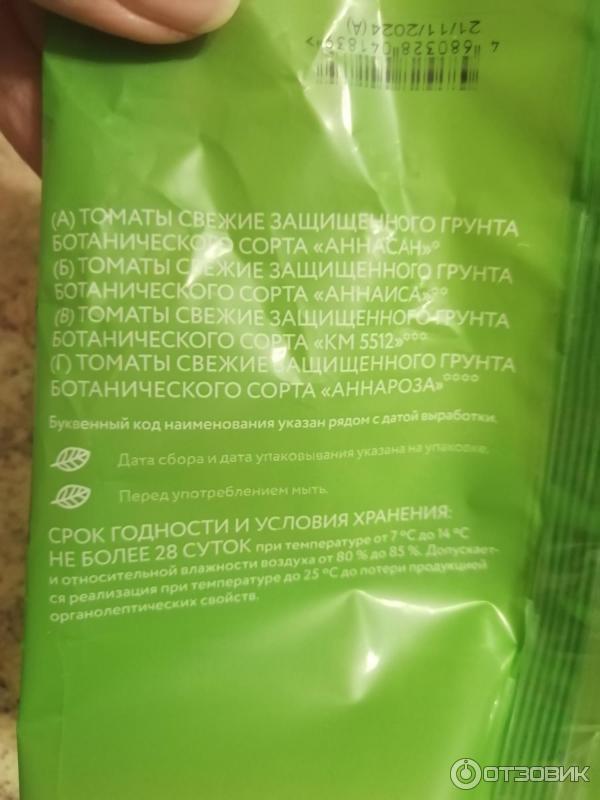 4 680328 041839 >
21/11/2024 (А)
(А) ТОМАТЫ СВЕЖИЕ ЗАЩИЩЕННОГО ГРУНТА
БОТАНИЧЕСКОГО СОРТА «АННАСАН»°
(Б) ТОМАТЫ СВЕЖИЕ ЗАЩИЩЕННОГО ГРУНТА
БОТАНИЧЕСКОГО СОРТА «АННАИСА»°°
(В) ТОМАТЫ СВЕЖИЕ ЗАЩИЩЕННОГО ГРУНТА
БОТАНИЧЕСКОГО СОРТА «КМ 5512»°°°
(Г) ТОМАТЫ СВЕЖИЕ ЗАЩИЩЕННОГО ГРУНТА
БОТАНИЧЕСКОГО СОРТА «АННАРОЗА»°°°°
Буквенный код наименования указан рядом с датой выработки.
Дата сбора и дата упаковывания указана на упаковке.
Перед употреблением мыть.
СРОК ГОДНОСТИ И УСЛОВИЯ ХРАНЕНИЯ:
НЕ БОЛЕЕ 28 СУТОК при температуре от 7 °С до 14 °С
и относительной влажности воздуха от 80 % до 85 %. Допускает-
ся реализация при температуре до 25 °С до потери продукцией
органолептических свойств.
ОТЗОВИК